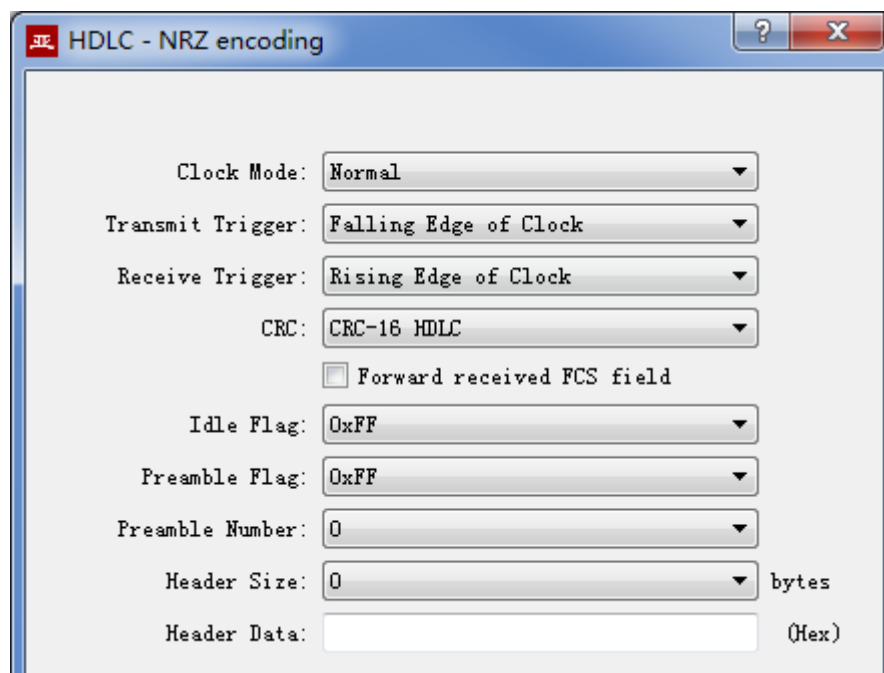 HDLC - NRZ encoding
Clock Mode: Normal
Transmit Trigger: Falling Edge of Clock
Receive Trigger: Rising Edge of Clock
CRC: CRC-16 HDLC
Forward received FCS field
Idle Flag: 0xFF
Preamble Flag: 0xFF
Preamble Number: 0
Header Size: 0 bytes
Header Data: (Hex)